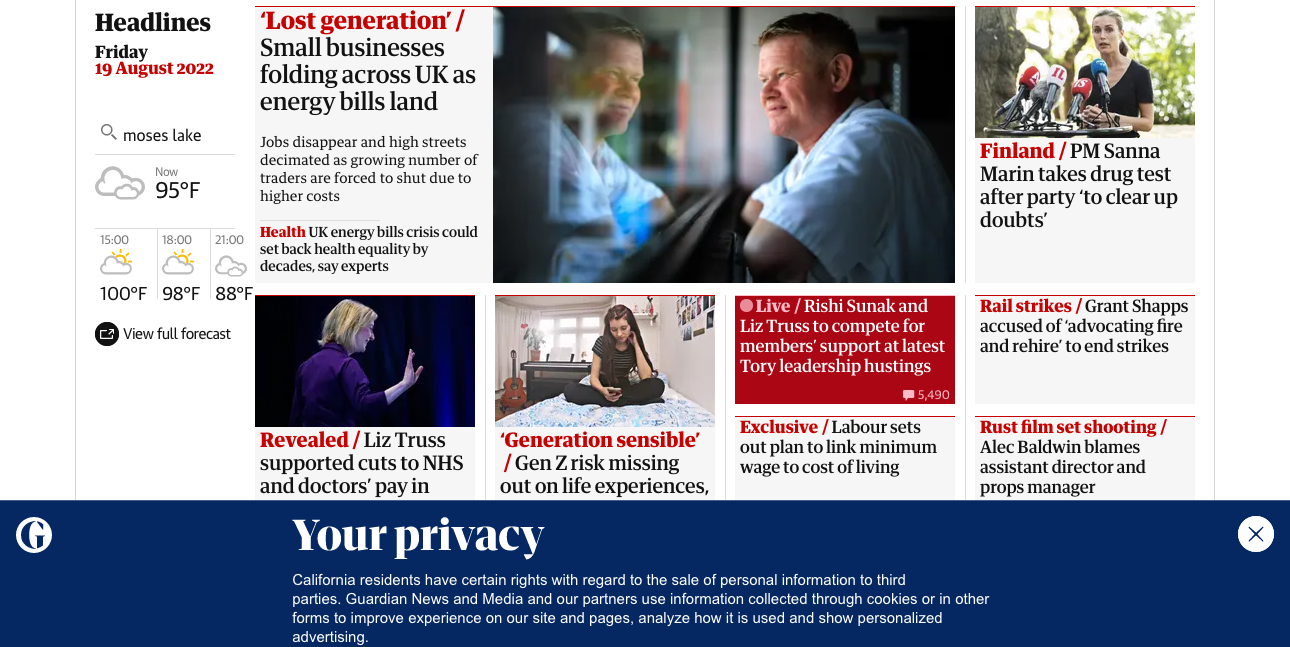 Headlines
Friday
19 August 2022
moses lake
Now
95°F
15:00
100°F
18:00
98°F
21:00
88°F
View full forecast
‘Lost generation’ /
Small businesses
folding across UK as
energy bills land
Jobs disappear and high streets
decimated as growing number of
traders are forced to shut due to
higher costs
Health UK energy bills crisis could
set back health equality by
decades, say experts
Finland / PM Sanna
Marin takes drug test
after party ‘to clear up
doubts’
Revealed / Liz Truss
supported cuts to NHS
and doctors’ pay in
‘Generation sensible’
/ Gen Z risk missing
out on life experiences,
Live / Rishi Sunak and
Liz Truss to compete for
members’ support at latest
Tory leadership hustings
5,490
Exclusive / Labour sets
out plan to link minimum
wage to cost of living
Rail strikes / Grant Shapps
accused of ‘advocating fire
and rehire’ to end strikes
Rust film set shooting /
Alec Baldwin blames
assistant director and
props manager
Your privacy
California residents have certain rights with regard to the sale of personal information to third
parties. Guardian News and Media and our partners use information collected through cookies or in other
forms to improve experience on our site and pages, analyze how it is used and show personalized
advertising.